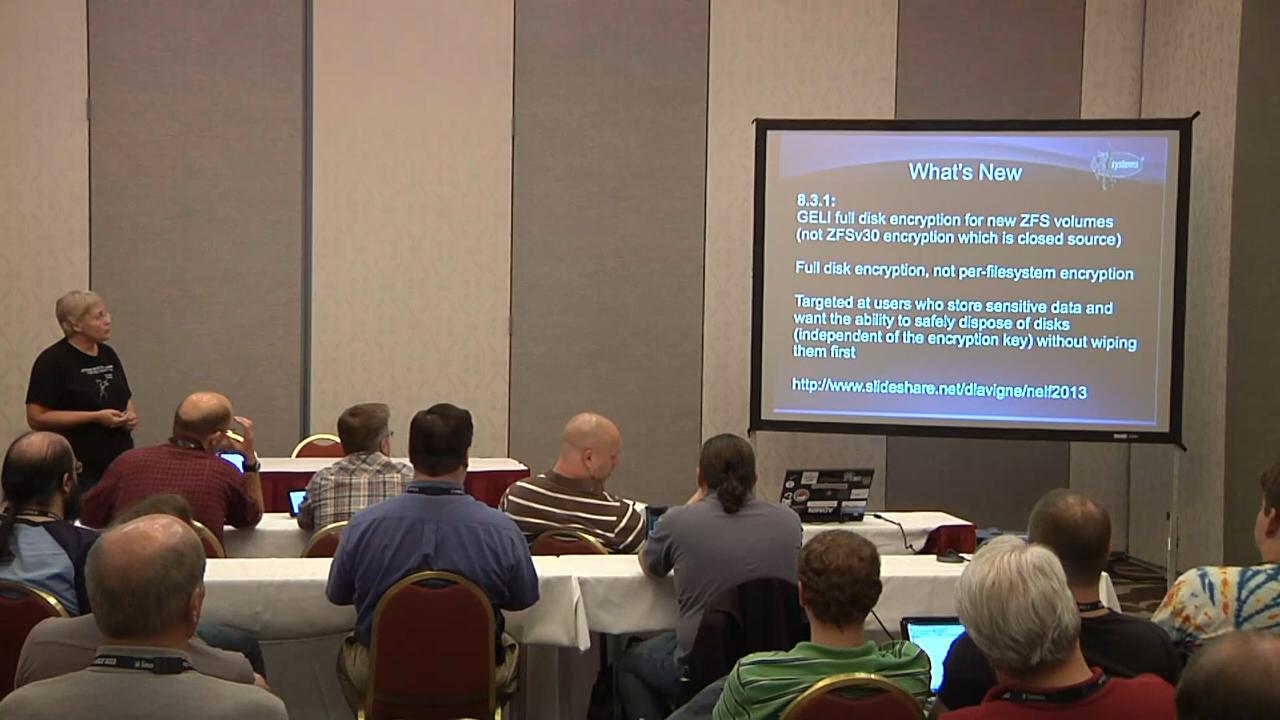 systems
What's New
8.3.1:
GELI full disk encryption for new ZFS volumes
(not ZFSv30 encryption which is closed source)
Full disk encryption, not per-filesystem encryption
Targeted at users who store sensitive data and
want the ability to safely dispose of disks
(independent of the encryption key) without wiping
them first
http://www.slideshare.net/dlavigne/nelf2013